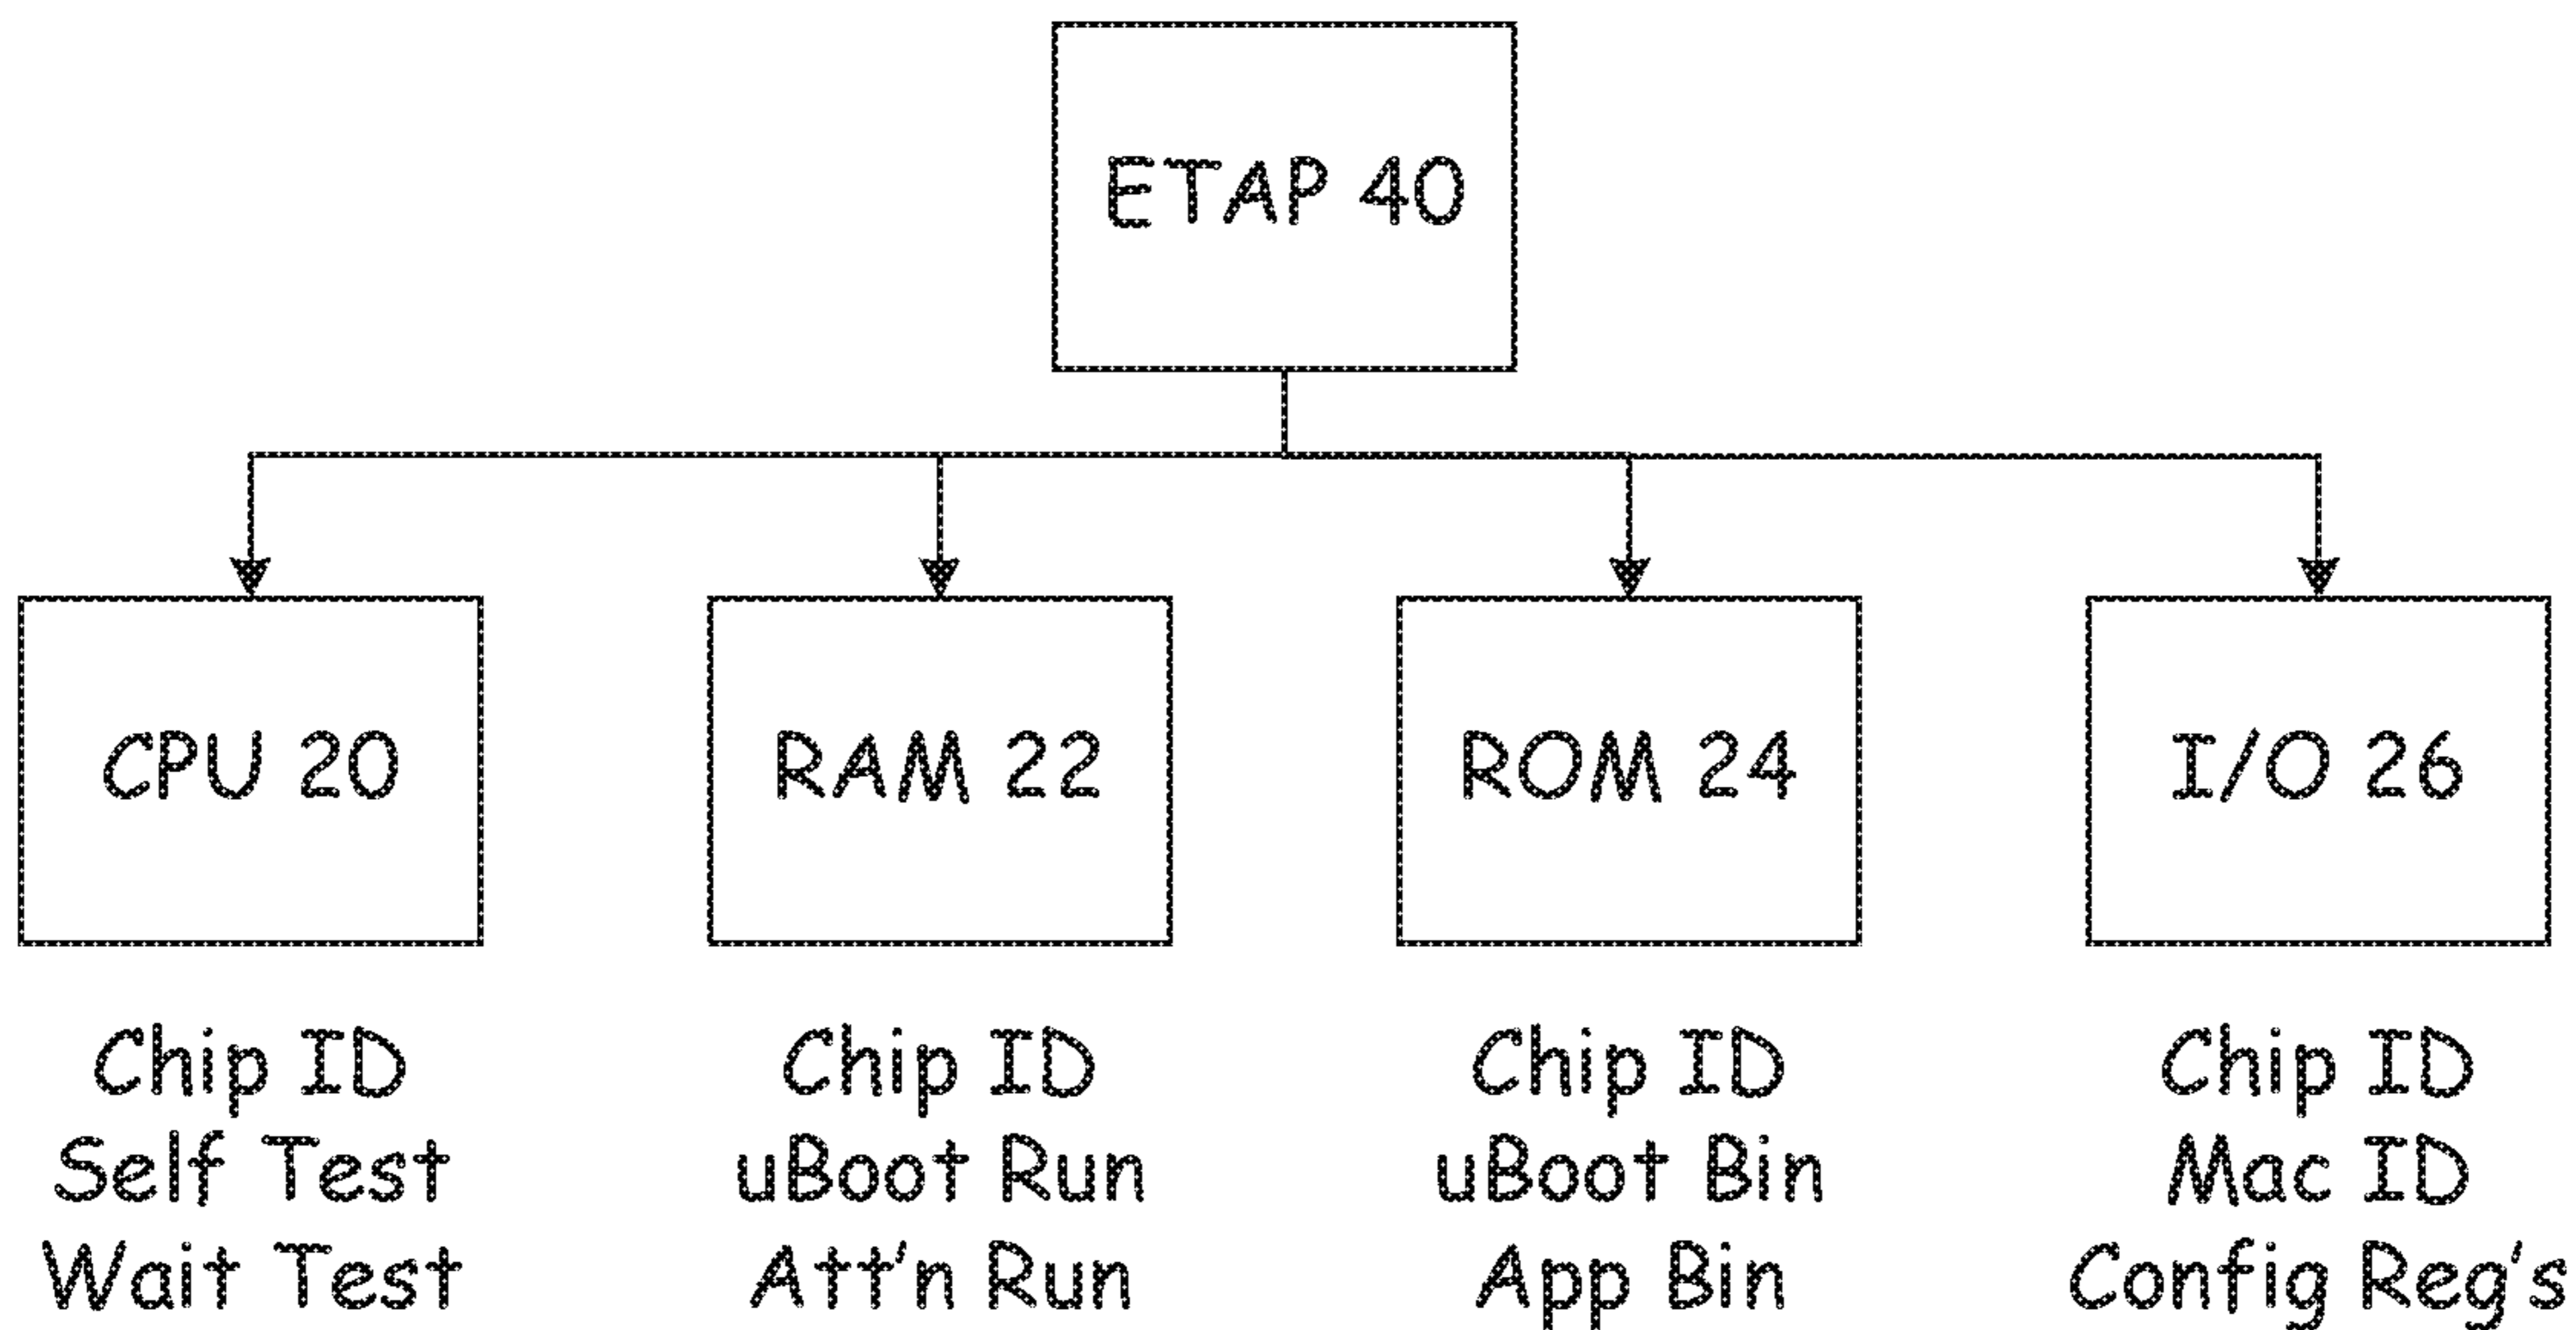 ETAP 40
CPU 20
RAM 22
ROM 24
I/O 26
Chip ID
Self Test
Wait Test
Chip ID
uBoot Run
Att'n Run
Chip ID
uBoot Bin
App Bin
Chip ID
Mac ID
Config Reg's